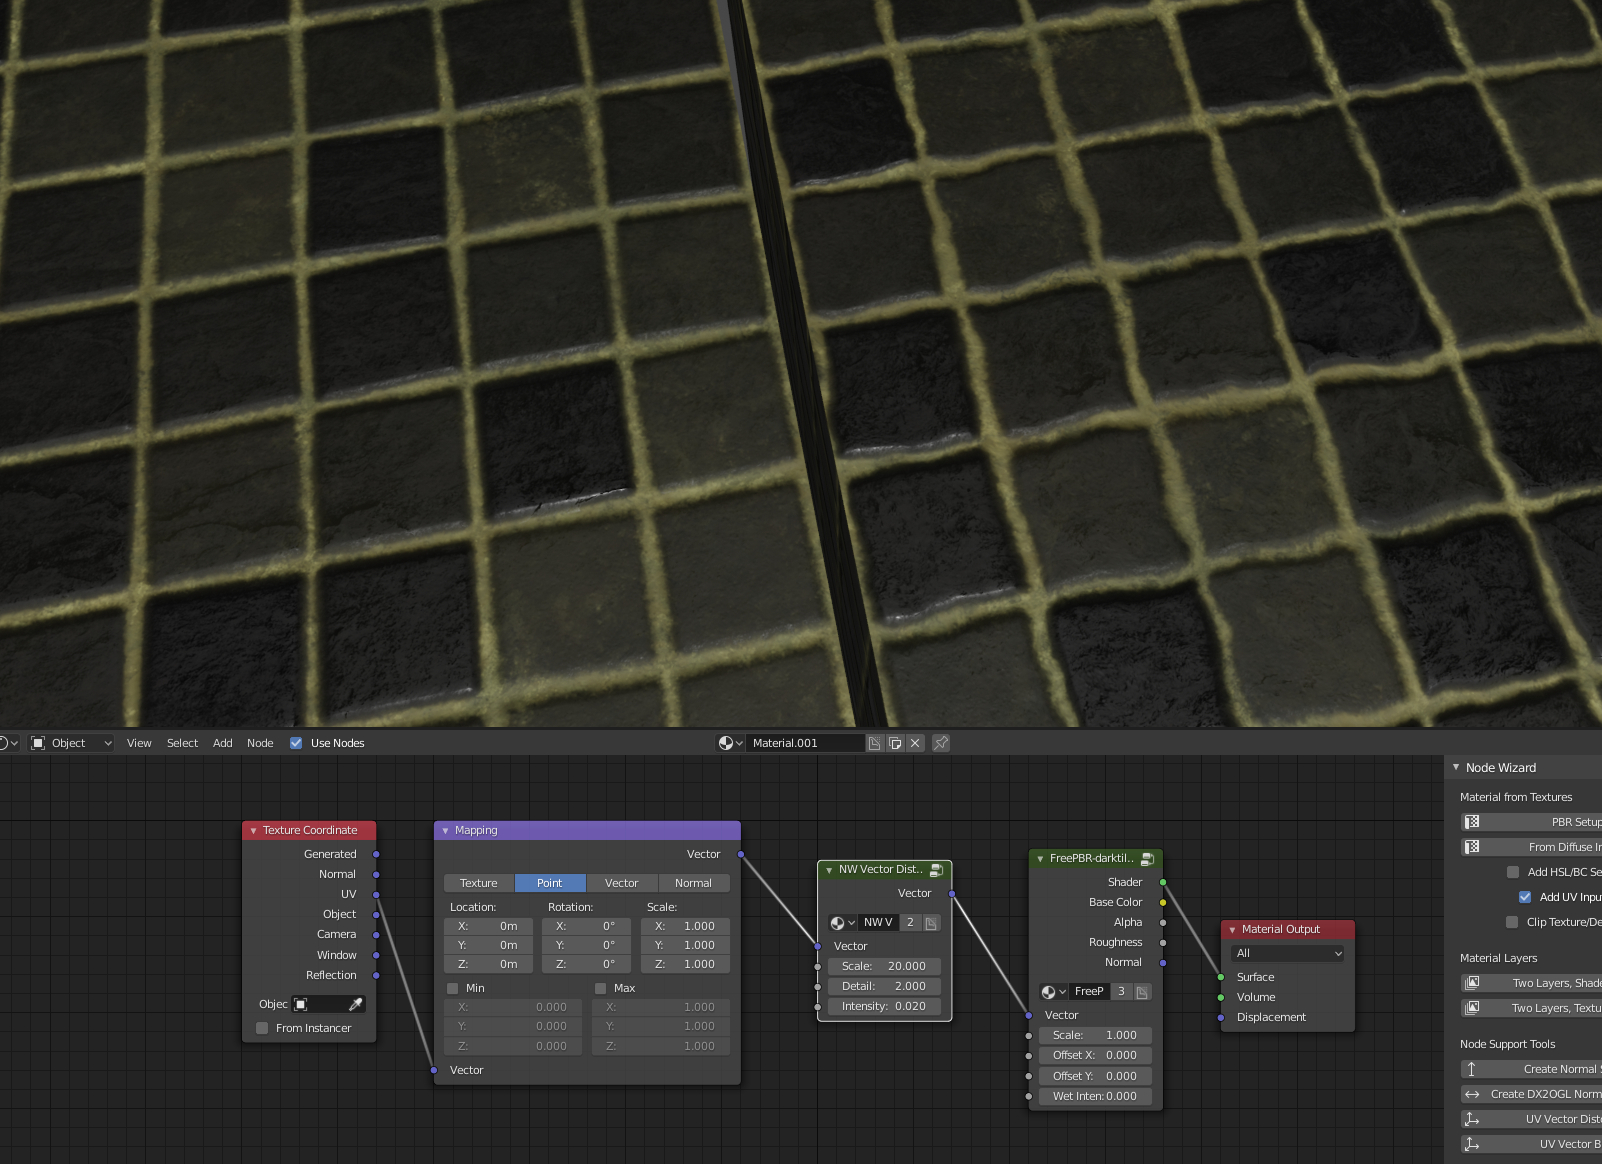 Object View Select Add Node Use Nodes Material.001
Node Wizard
Material from Textures
PBR Setup
From Diffuse I
Add HSL/BC Se
Add UV Inpu
Clip Texture/De
Material Layers
Two Layers, Shade
Two Layers, Textu
Node Support Tools
Create Normal
Create DX2OGL Norm
UV Vector Dist
UV Vector B
Texture Coordinate
Generated
Normal
UV
Object
Camera
Window
Reflection
Objec
From Instancer
Mapping
Vector
Texture Point Vector Normal
Location: Rotation: Scale:
X: 0m X: 0° X: 1.000
Y: 0m Y: 0° Y: 1.000
Z: 0m Z: 0° Z: 1.000
Min Max
X: 0.000 X: 1.000
Y: 0.000 Y: 1.000
Z: 0.000 Z: 1.000
Vector
NW Vector Dist..
Vector
NW V 2
Vector
Scale: 20.000
Detail: 2.000
Intensity: 0.020
FreePBR-darktil..
Shader
Base Color
Alpha
Roughness
Normal
FreeP 3
Vector
Scale: 1.000
Offset X: 0.000
Offset Y: 0.000
Wet Inten: 0.000
Material Output
All
Surface
Volume
Displacement